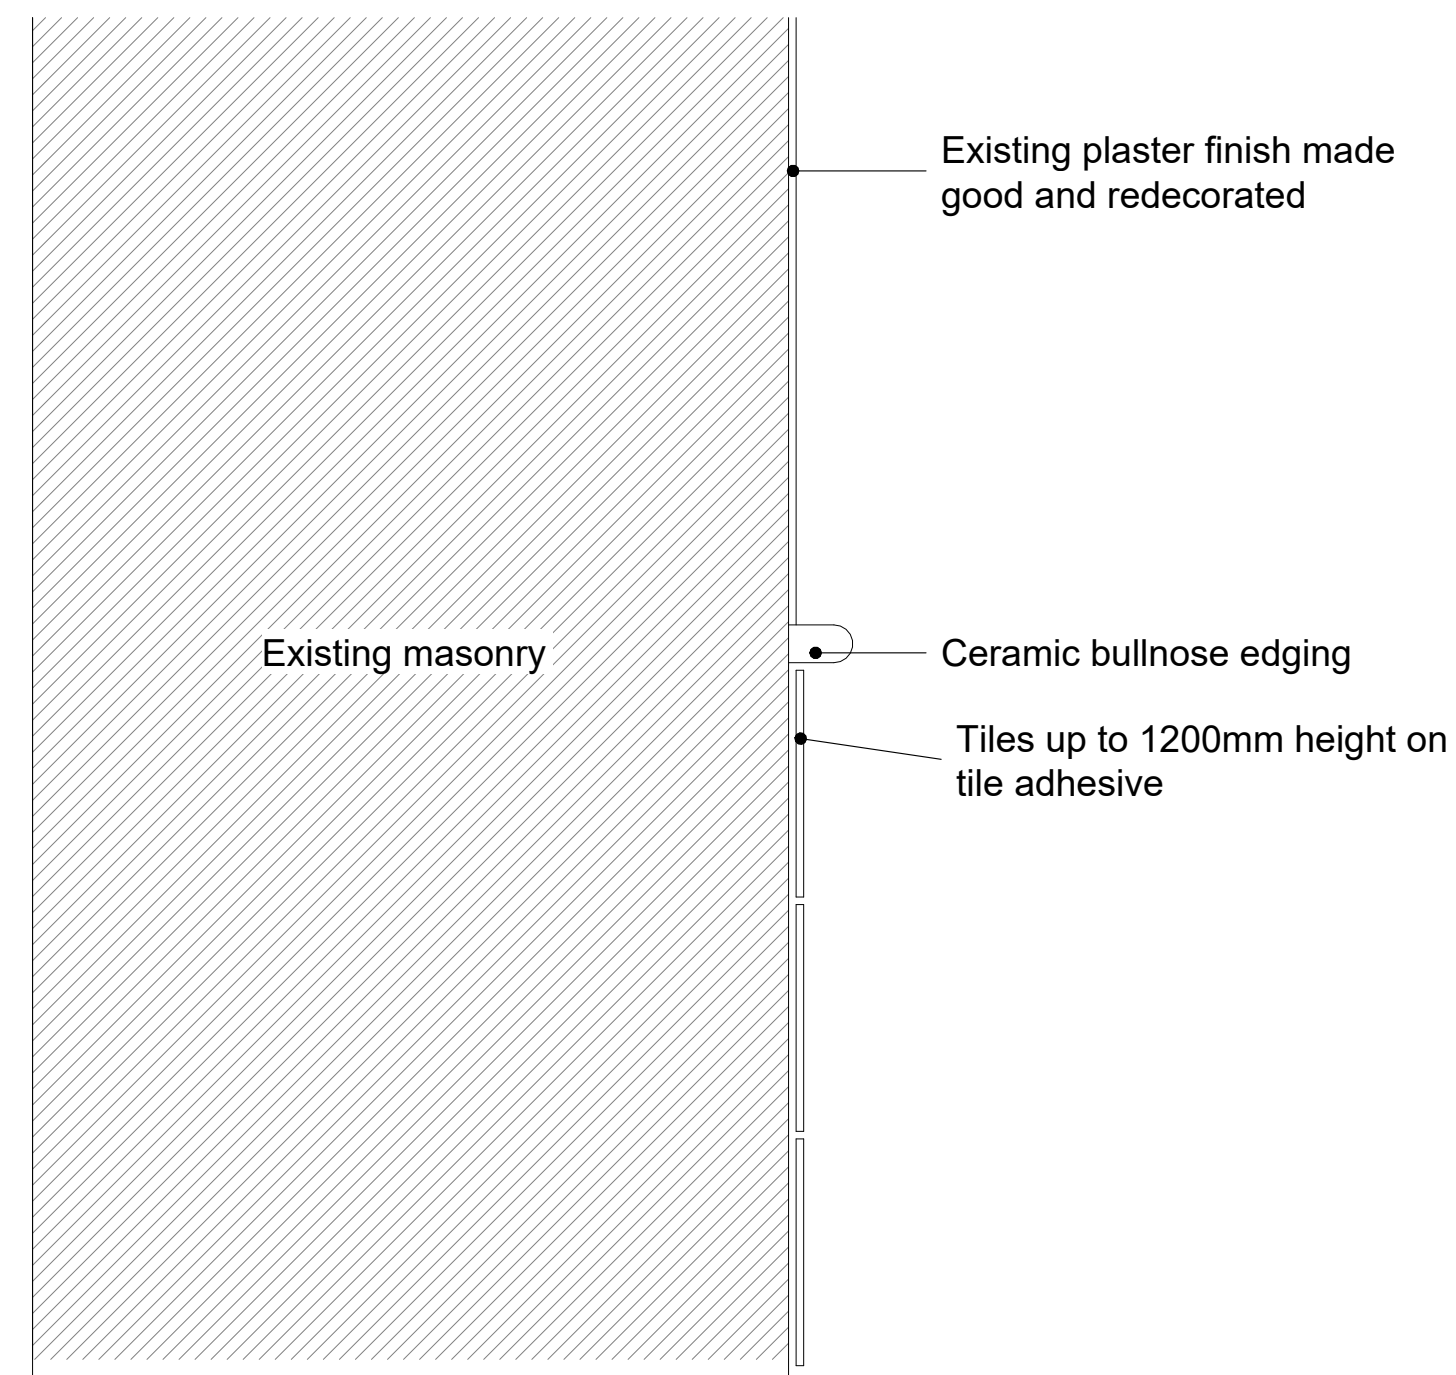 Existing plaster finish made
good and redecorated
Existing masonry
Ceramic bullnose edging
Tiles up to 1200mm height on
tile adhesive